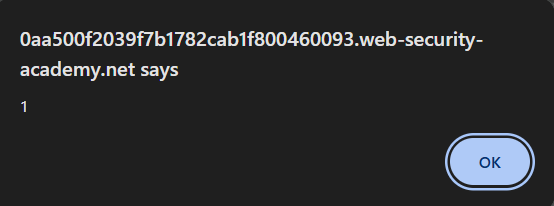 0aa500f2039f7b1782cab1f800460093.web-security-
academy.net says
1
OK